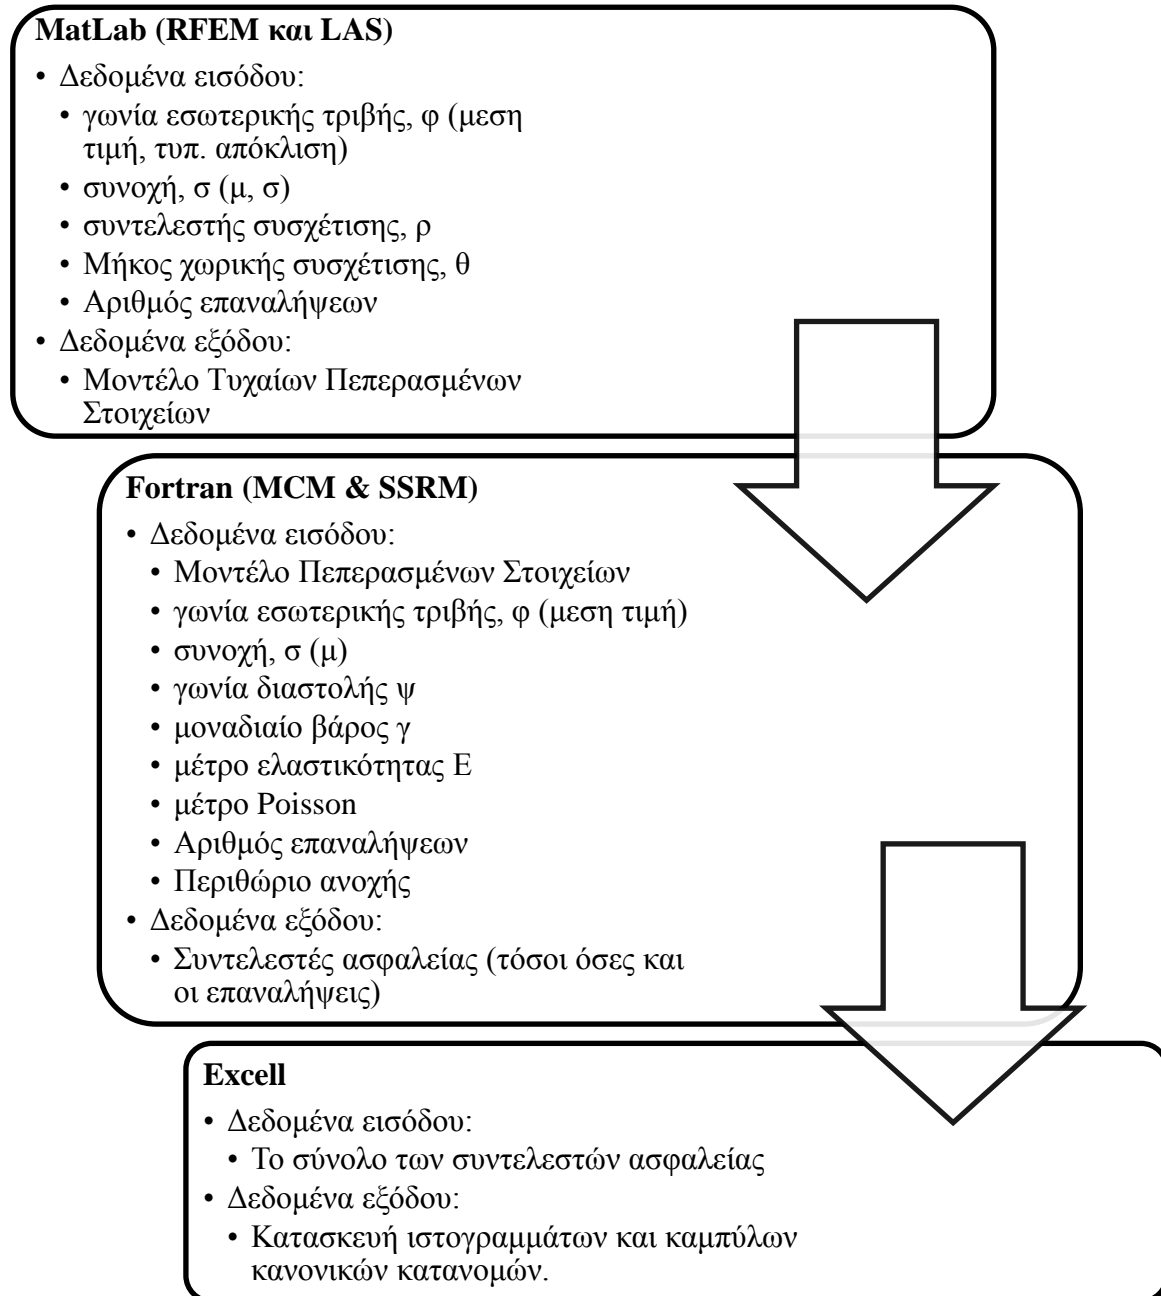 MatLab (RFEM και LAS)
• Δεδομένα εισόδου:
• γωνία εσωτερικής τριβής, φ (μεση
τιμή, τυπ. απόκλιση)
• συνοχή, σ (μ, σ)
• συντελεστής συσχέτισης, ρ
• Μήκος χωρικής συσχέτισης, θ
• Αριθμός επαναλήψεων
• Δεδομένα εξόδου:
• Μοντέλο Τυχαίων Πεπερασμένων
Στοιχείων
Fortran (MCM & SSRM)
• Δεδομένα εισόδου:
• Μοντέλο Πεπερασμένων Στοιχείων
• γωνία εσωτερικής τριβής, φ (μεση τιμή)
• συνοχή, σ (μ)
• γωνία διαστολής ψ
• μοναδιαίο βάρος γ
• μέτρο ελαστικότητας Ε
• μέτρο Poisson
• Αριθμός επαναλήψεων
• Περιθώριο ανοχής
• Δεδομένα εξόδου:
• Συντελεστές ασφαλείας (τόσοι όσες και
οι επαναλήψεις)
Excell
• Δεδομένα εισόδου:
• Το σύνολο των συντελεστών ασφαλείας
• Δεδομένα εξόδου:
• Κατασκευή ιστογραμμάτων και καμπύλων
κανονικών κατανομών.